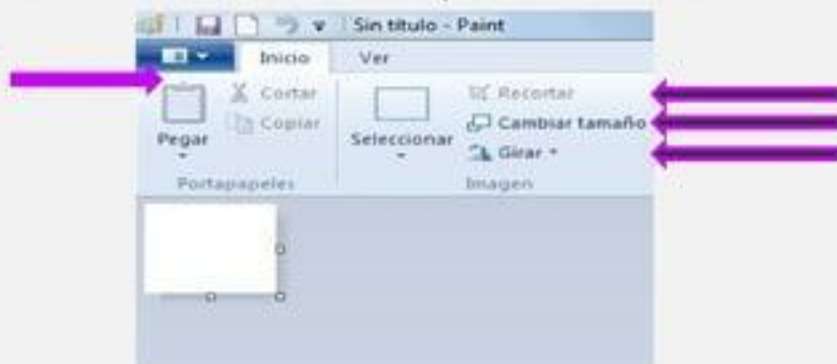 Sin título - Paint
Inicio Ver
Pegar
Cortar
Copiar
Portapapeles
Seleccionar
Recortar
Cambiar tamaño
Girar
Imagen